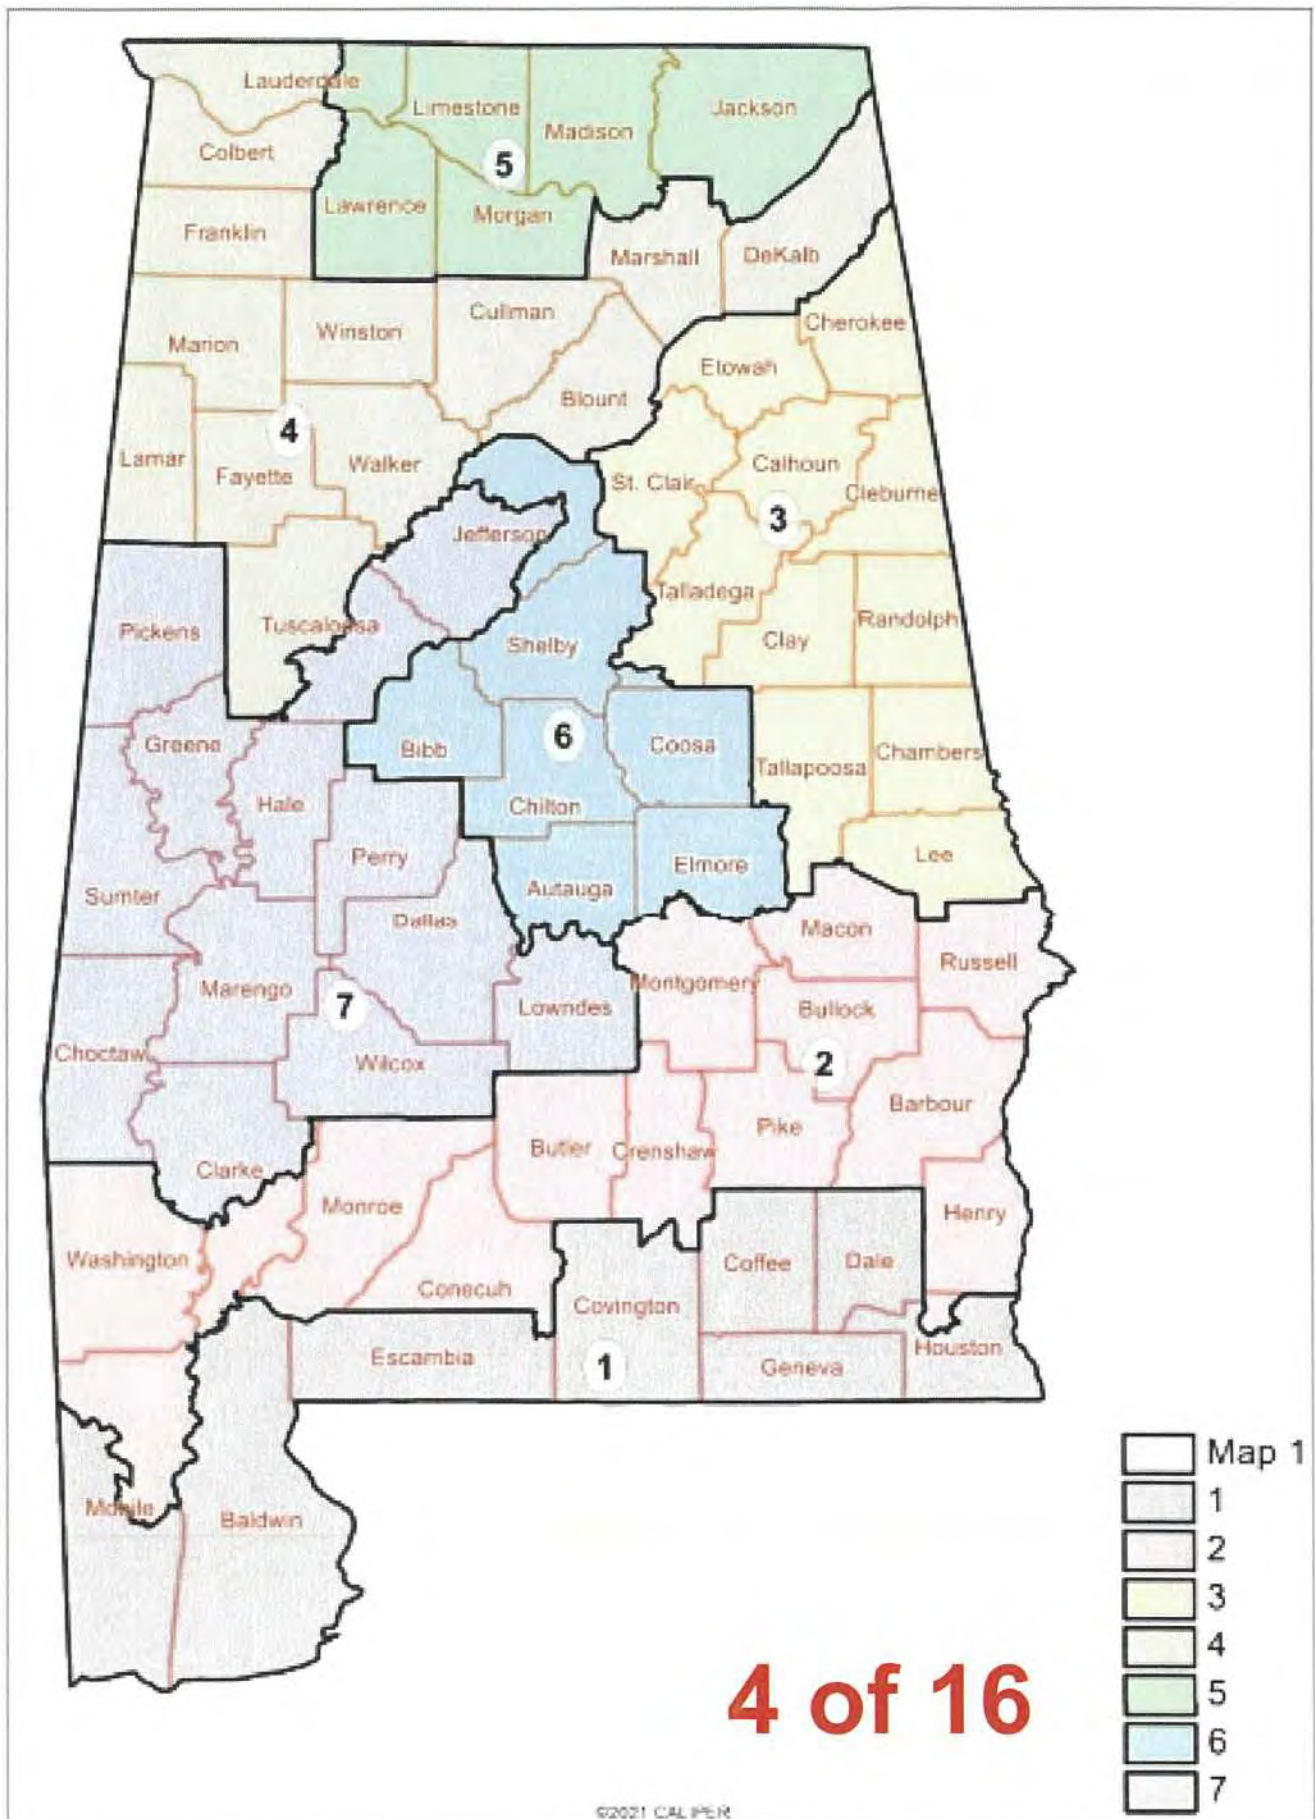 Lauderdale
Limestone
Madison
Jackson
Colbert
5
Lawrence
Morgan
Franklin
Marshall
DeKalb
Cullman
Cherokee
Marion
Winston
Etowah
Blount
4
Lamar
Fayette
Walker
St. Clair
Calhoun
Cleburne
3
Jefferson
Talladega
Randolph
Pickens
Tuscaloosa
Shelby
Clay
Greene
Bibb
6
Coosa
Tallapoosa
Chambers
Hale
Chilton
Perry
Elmore
Lee
Sumter
Autauga
Dallas
Macon
Russell
Marengo
7
Lowndes
Montgomery
Bullock
Choctaw
Wilcox
2
Barbour
Pike
Butler
Crenshaw
Clarke
Monroe
Henry
Washington
Conecuh
Coffee
Dale
Covington
Escambia
1
Geneva
Houston
Mobile
Baldwin
Map 1
1
2
3
4
5
6
7
4 of 16
©2021 CALIPER